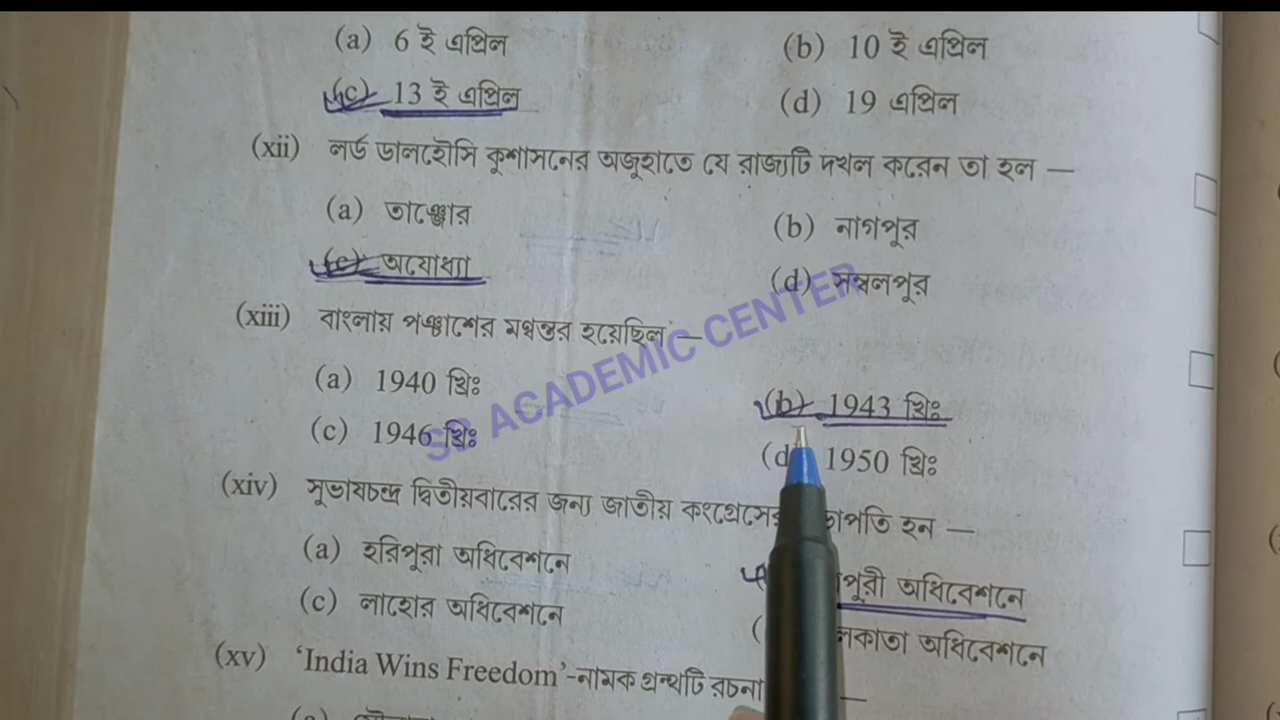 (a) 6 ই এপ্রিল (b) 10 ই এপ্রিল
(c) 13 ই এপ্রিল (d) 19 এপ্রিল
(xii) লর্ড ডালহৌসি কুশাসনের অজুহাতে যে রাজ্যটি দখল করেন তা হল —
(a) তাঞ্জোর (b) নাগপুর
(c) অযোধ্যা (d) সম্বলপুর
(xiii) বাংলায় পঞ্চাশের মন্বন্তর হয়েছিল —
(a) 1940 খ্রিঃ (b) 1943 খ্রিঃ
(c) 1946 খ্রিঃ (d) 1950 খ্রিঃ
SB ACADEMIC CENTER
(xiv) সুভাষচন্দ্র দ্বিতীয়বারের জন্য জাতীয় কংগ্রেসের হন —
(a) হরিপুরা অধিবেশনে অধিবেশনে
(c) লাহোর অধিবেশনে অধিবেশনে
(xv) 'India Wins Freedom'-নামক গ্রন্থটি রচনা —